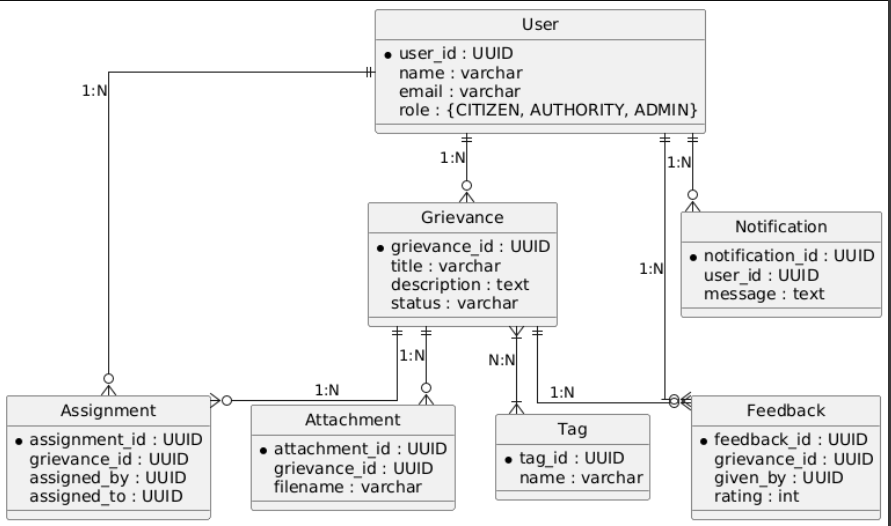 User
user_id : UUID
name : varchar
email : varchar
role : {CITIZEN, AUTHORITY, ADMIN}
1:N
1:N
1:N
Grievance
grievance_id : UUID
title : varchar
description : text
status : varchar
Notification
notification_id : UUID
user_id : UUID
message : text
1:N
1:N
N:N
1:N
1:N
Assignment
assignment_id : UUID
grievance_id : UUID
assigned_by : UUID
assigned_to : UUID
Attachment
attachment_id : UUID
grievance_id : UUID
filename : varchar
Tag
tag_id : UUID
name : varchar
Feedback
feedback_id : UUID
grievance_id : UUID
given_by : UUID
rating : int